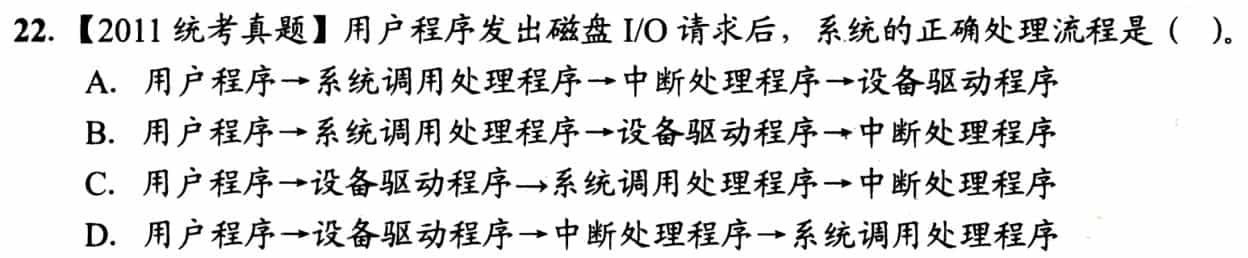 22. 【2011 统考真题】用户程序发出磁盘 I/O 请求后，系统的正确处理流程是（ ）。
A. 用户程序→系统调用处理程序→中断处理程序→设备驱动程序
B. 用户程序→系统调用处理程序→设备驱动程序→中断处理程序
C. 用户程序→设备驱动程序→系统调用处理程序→中断处理程序
D. 用户程序→设备驱动程序→中断处理程序→系统调用处理程序